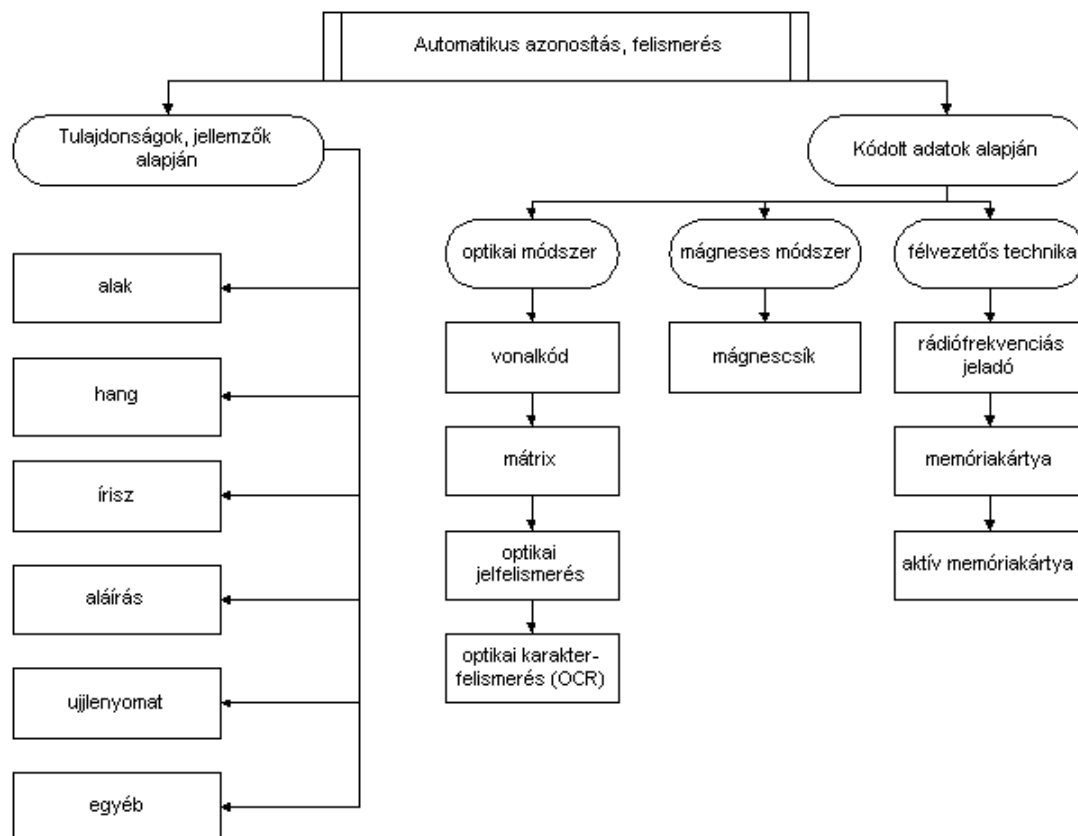 Automatikus azonosítás, felismerés
Tulajdonságok, jellemzők
alapján
Kódolt adatok alapján
optikai módszer
mágneses módszer
félvezetős technika
alak
hang
írisz
aláírás
ujjlenyomat
egyéb
vonalkód
mátrix
optikai
jelfelismerés
optikai karakter-
felismerés (OCR)
mágnescsík
rádiófrekvenciás
jeladó
memóriakártya
aktív memóriakártya